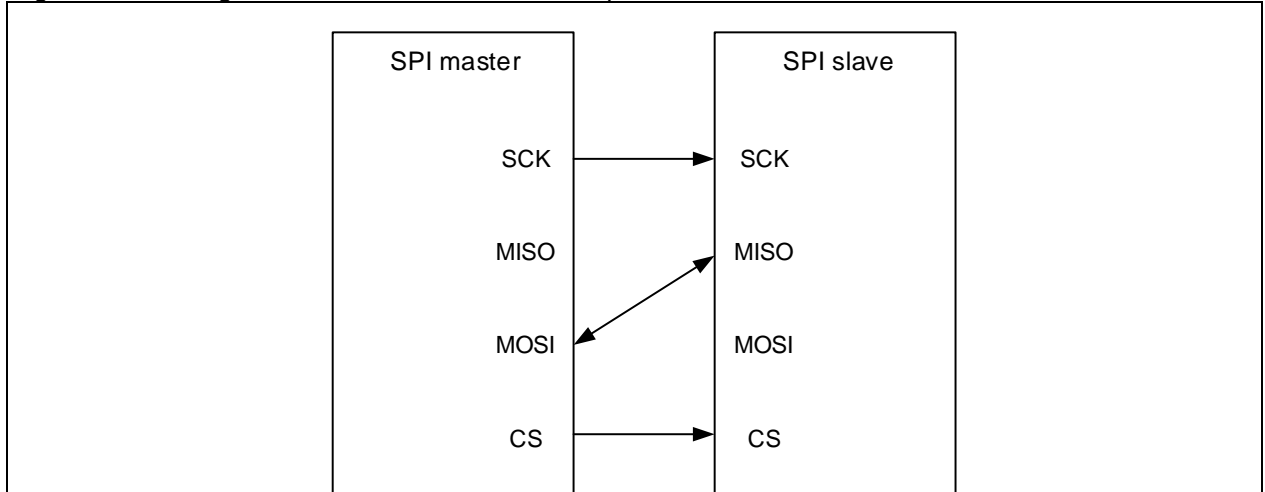 SPI master SPI slave
SCK SCK
MISO MISO
MOSI MOSI
CS CS